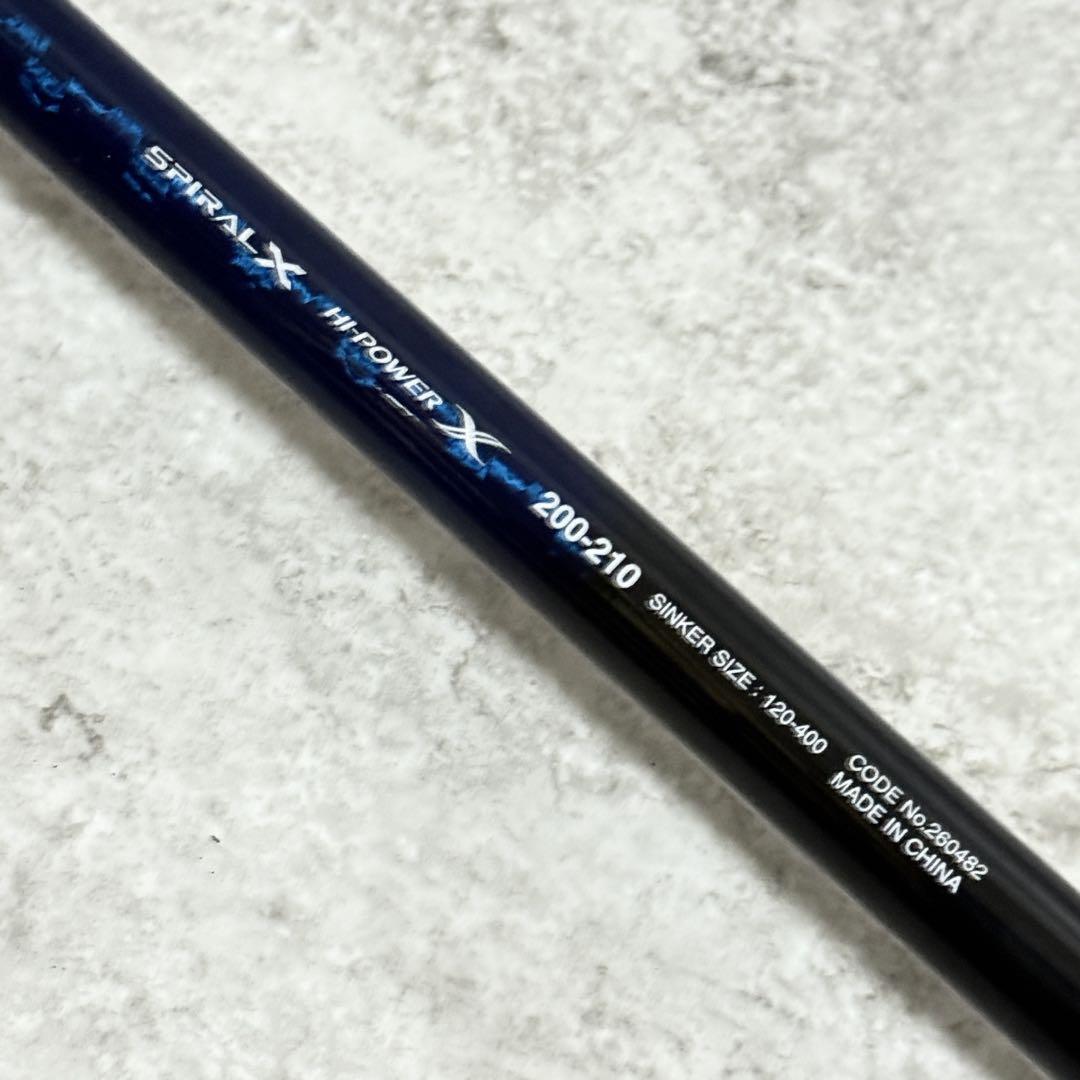 SPIRAL X
HI-POWER X
200-210
SINKER SIZE : 120-400
CODE No.260482
MADE IN CHINA